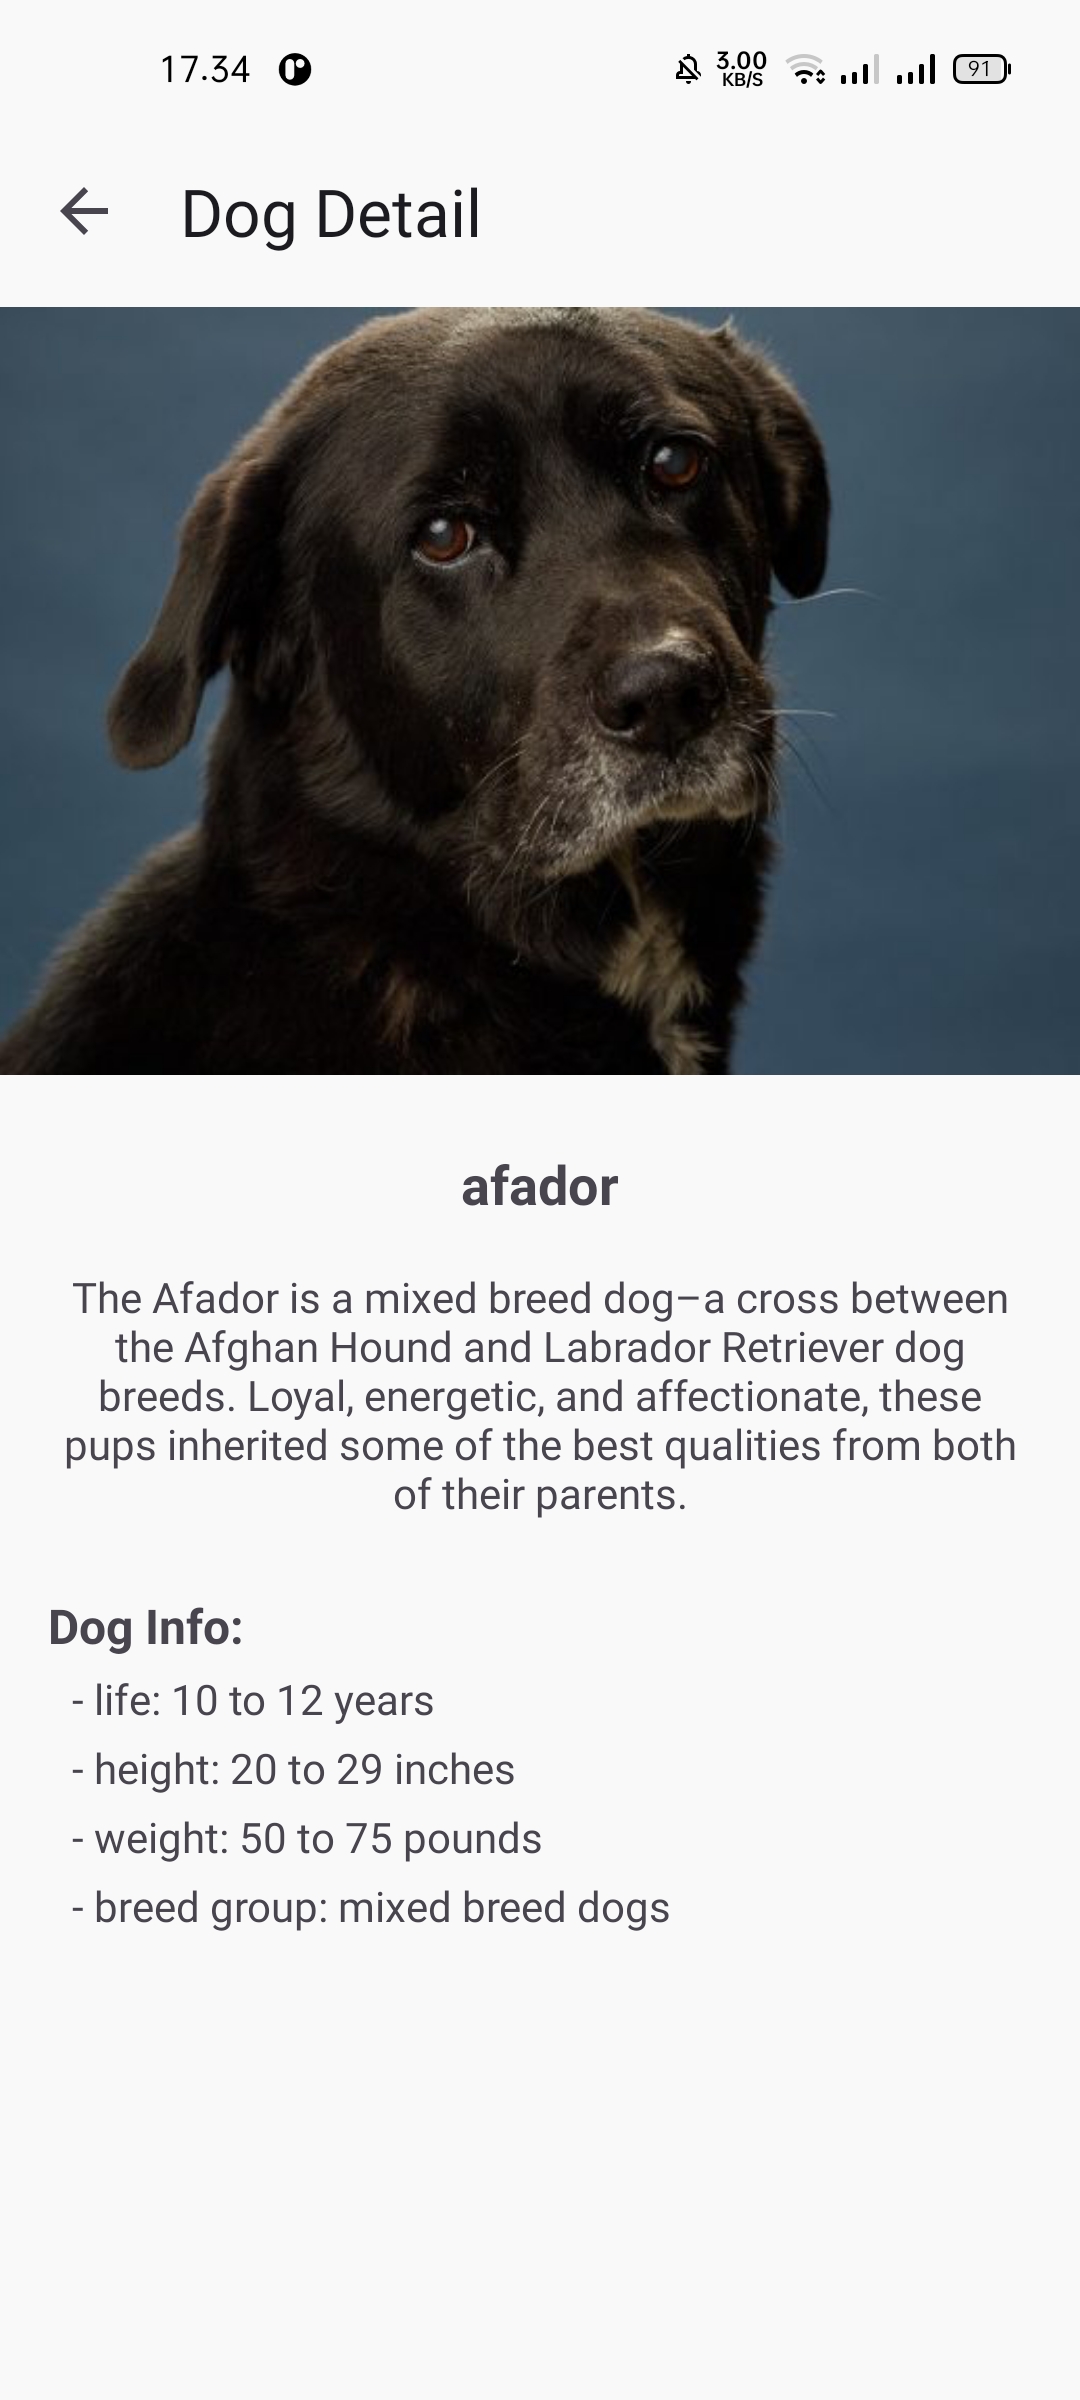 17.34
3.00
KB/S
91
Dog Detail
afador
The Afador is a mixed breed dog–a cross between
the Afghan Hound and Labrador Retriever dog
breeds. Loyal, energetic, and affectionate, these
pups inherited some of the best qualities from both
of their parents.
Dog Info:
- life: 10 to 12 years
- height: 20 to 29 inches
- weight: 50 to 75 pounds
- breed group: mixed breed dogs